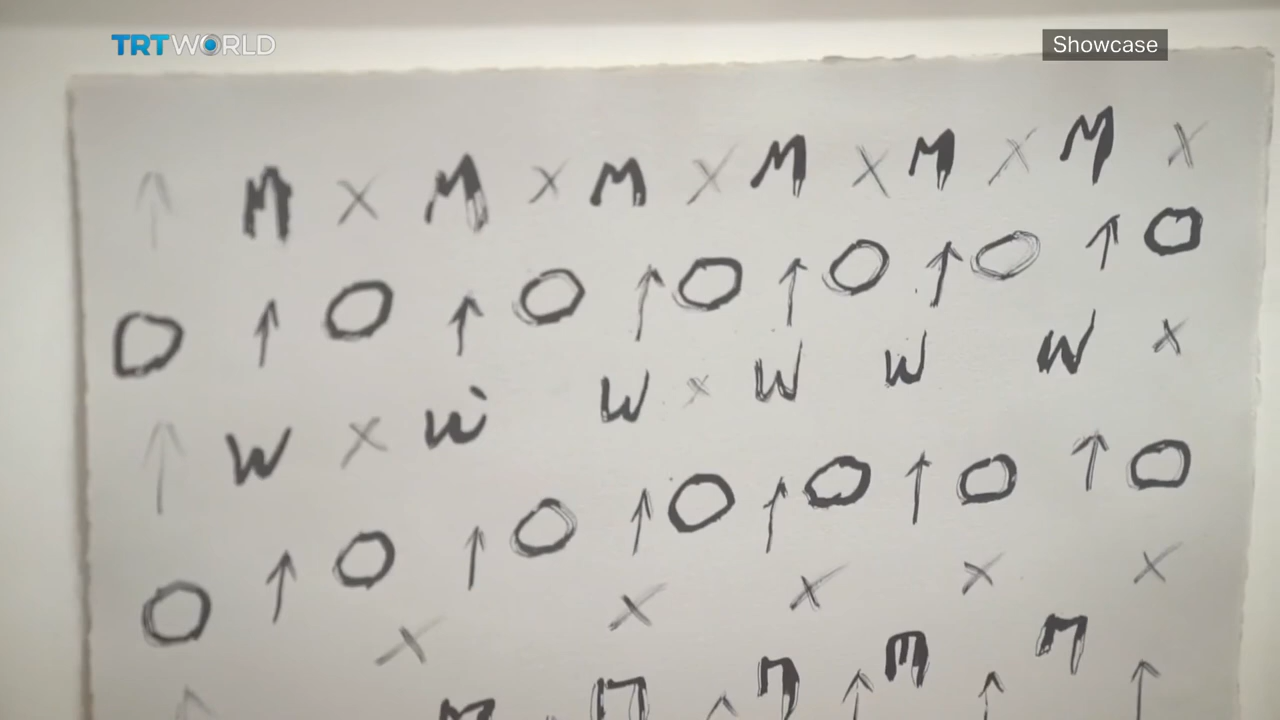 TRT WORLD
Showcase
↑ M × M × M × M × M × M ×
O ↑ O ↑ O ↑ O ↑ O ↑ O ↑ O
↑ W × W W × W W W ×
O ↑ O ↑ O ↑ O ↑ O ↑ O ↑ O
× × × × ×